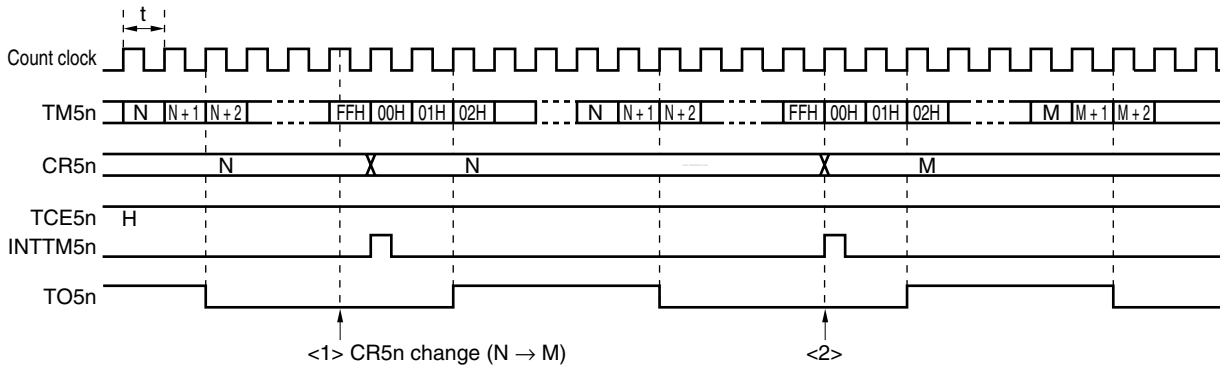 t
Count clock
TM5n N N + 1 N + 2 FFH 00H 01H 02H N N + 1 N + 2 FFH 00H 01H 02H M M + 1 M + 2
CR5n N N M
TCE5n H
INTTM5n
TO5n
<1> CR5n change (N → M) <2>